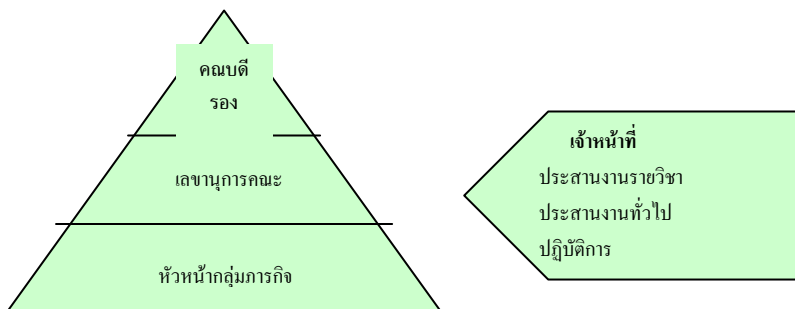 คณบดี
รอง
เลขานุการคณะ
หัวหน้ากลุ่มภารกิจ
เจ้าหน้าที่
ประสานงานรายวิชา
ประสานงานทั่วไป
ปฏิบัติการ